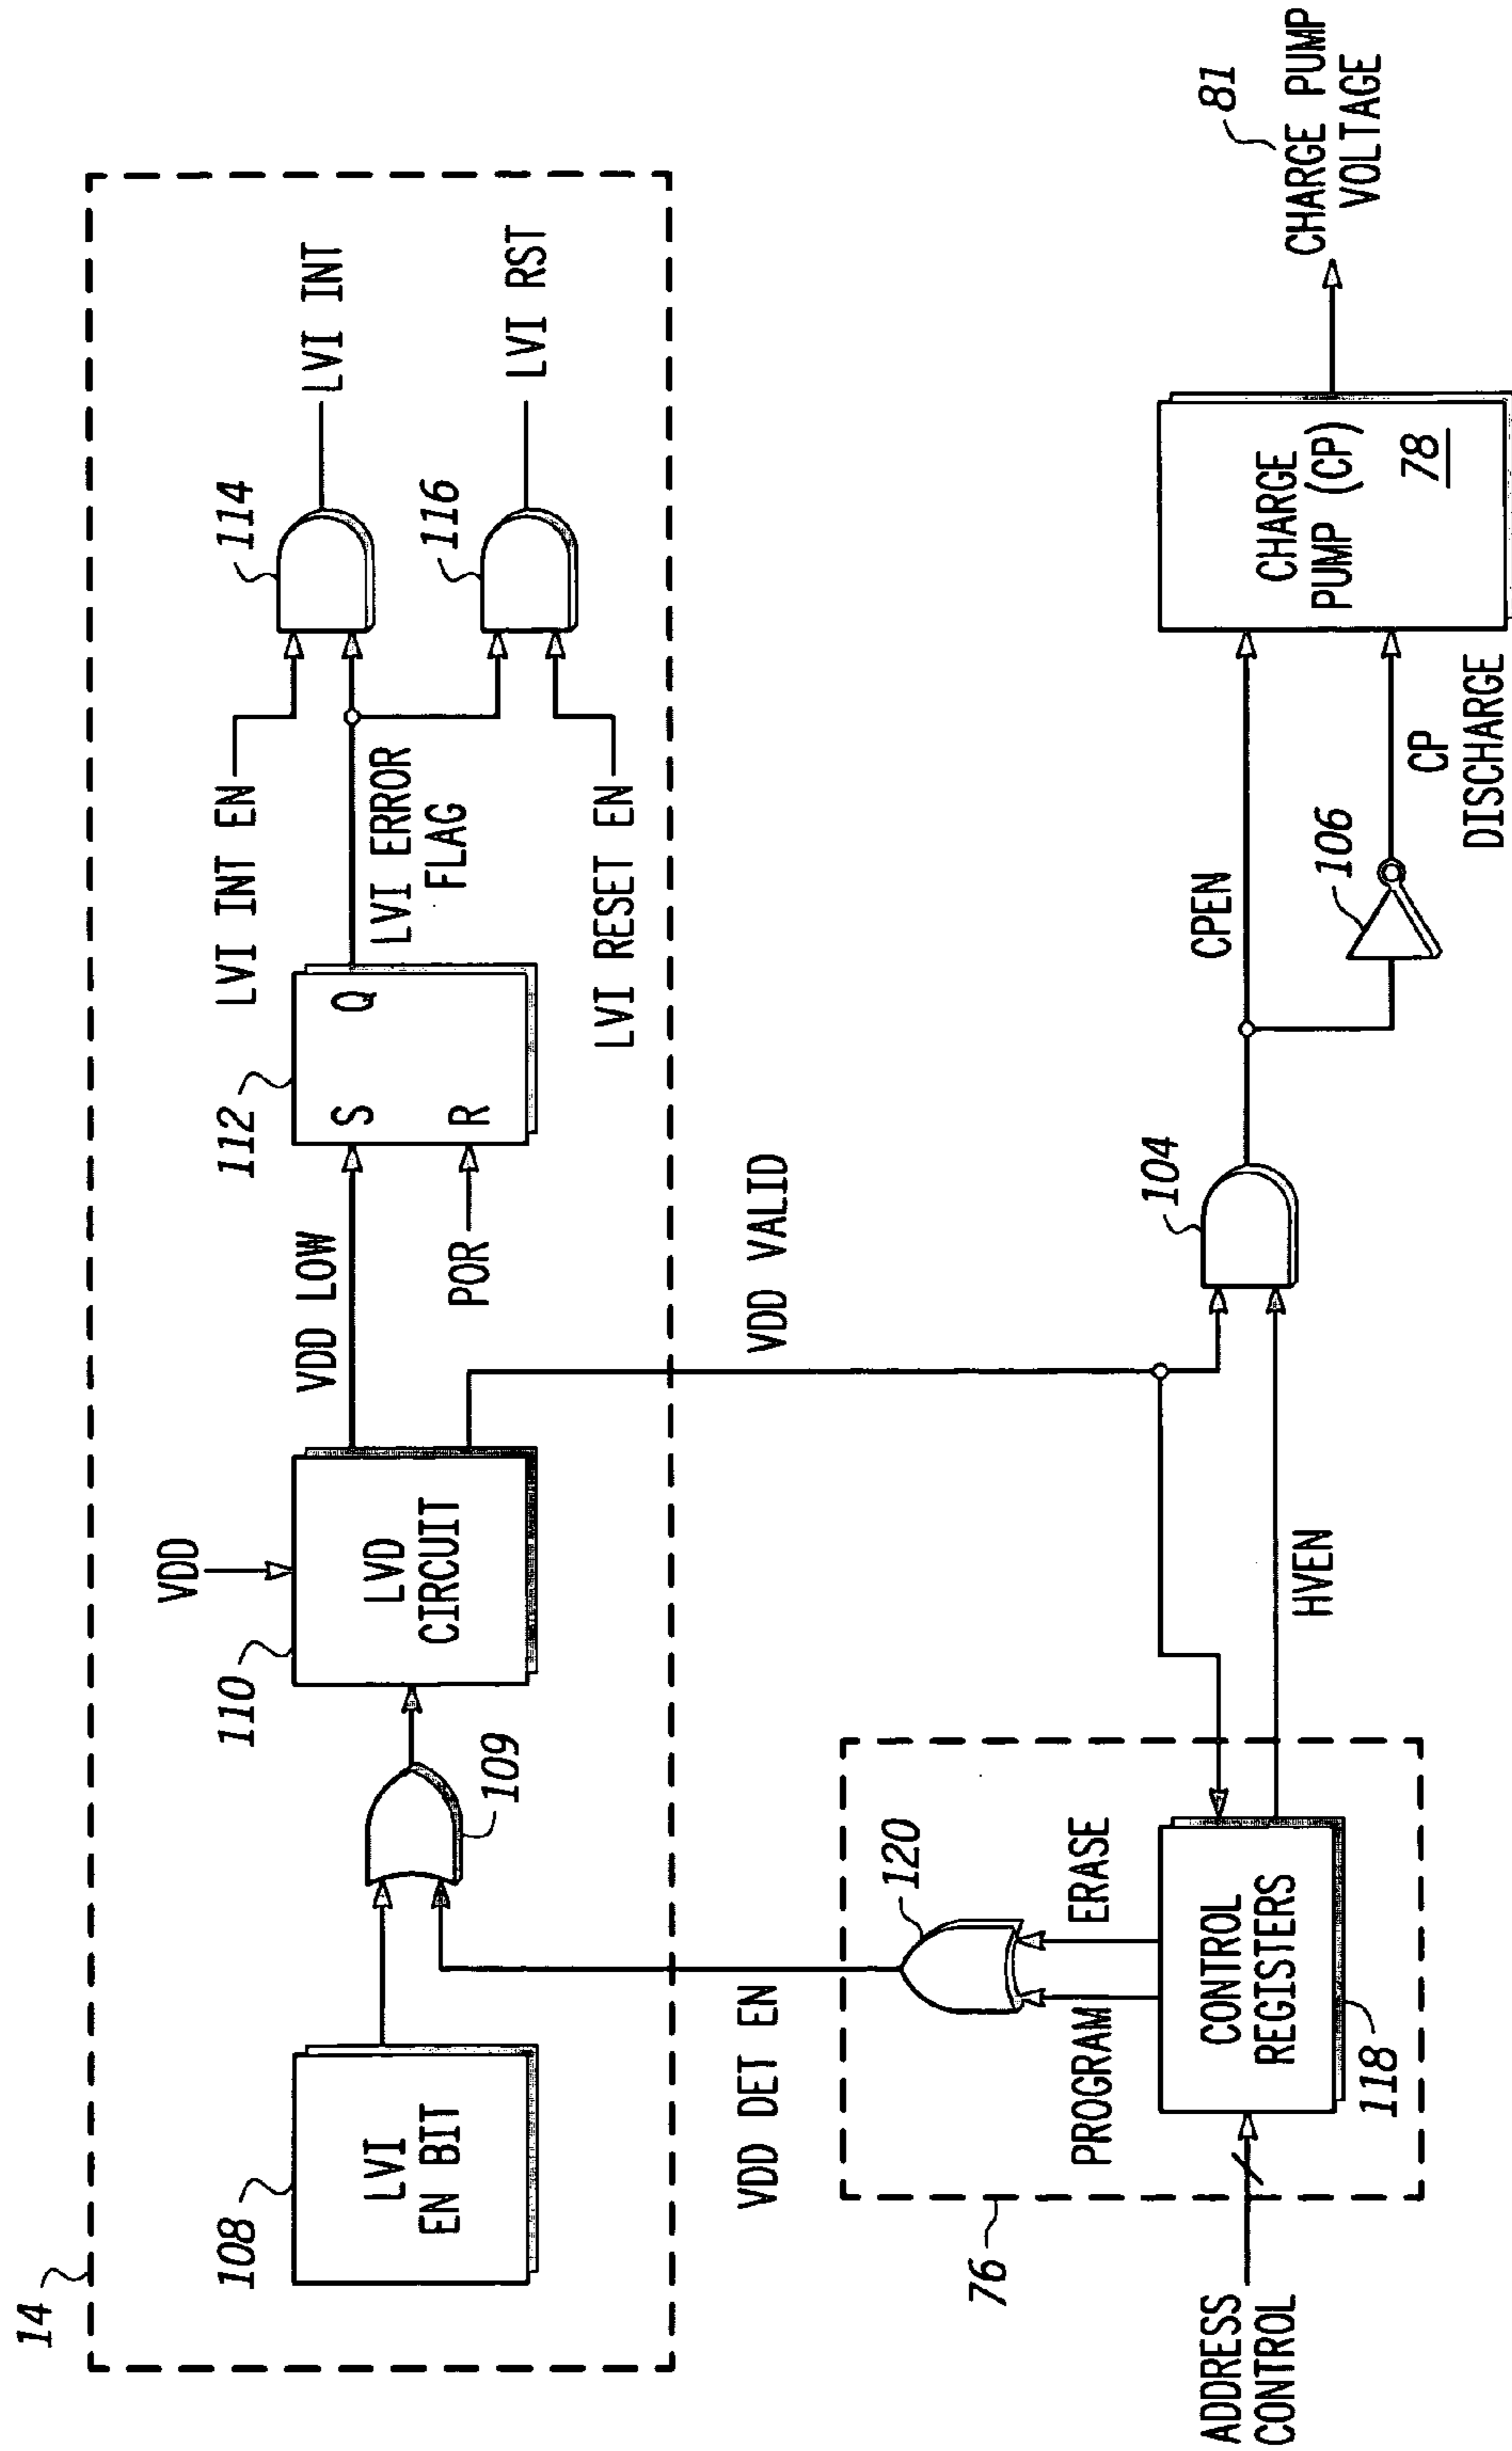 14
108
LVI
EN BIT
109
VDD
110
LVD
CIRCUIT
VDD LOW
POR
112
S
Q
R
LVI INT EN
LVI ERROR
FLAG
LVI RESET EN
114
LVI INT
116
LVI RST
VDD DET EN
VDD VALID
76
PROGRAM
120
ERASE
ADDRESS
CONTROL
CONTROL
REGISTERS
118
HVEN
104
CPEN
106
CP
DISCHARGE
CHARGE
PUMP (CP)
78
81
CHARGE PUMP
VOLTAGE